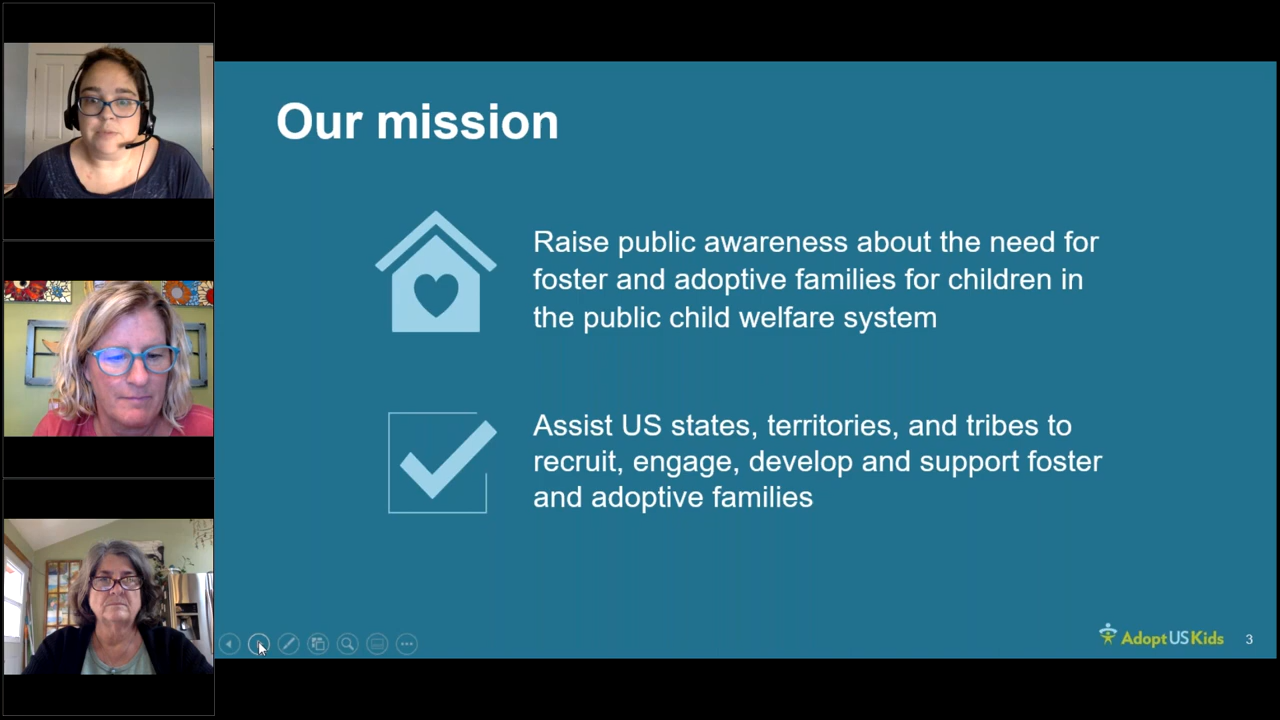 Our mission
Raise public awareness about the need for
foster and adoptive families for children in
the public child welfare system
Assist US states, territories, and tribes to
recruit, engage, develop and support foster
and adoptive families
AdoptUSKids
3